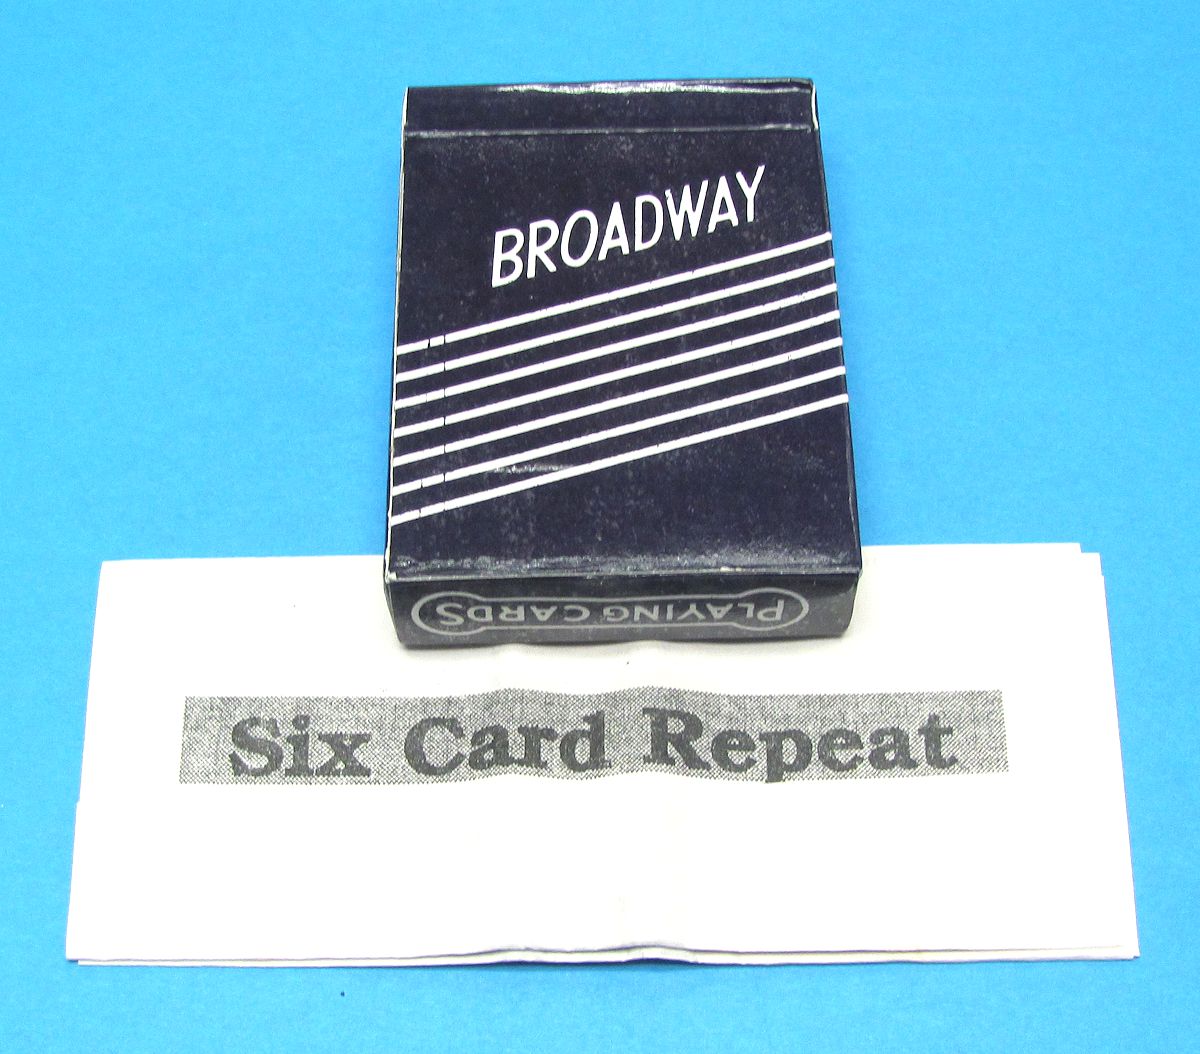 BROADWAY
PLAYING CARDS
Six Card Repeat